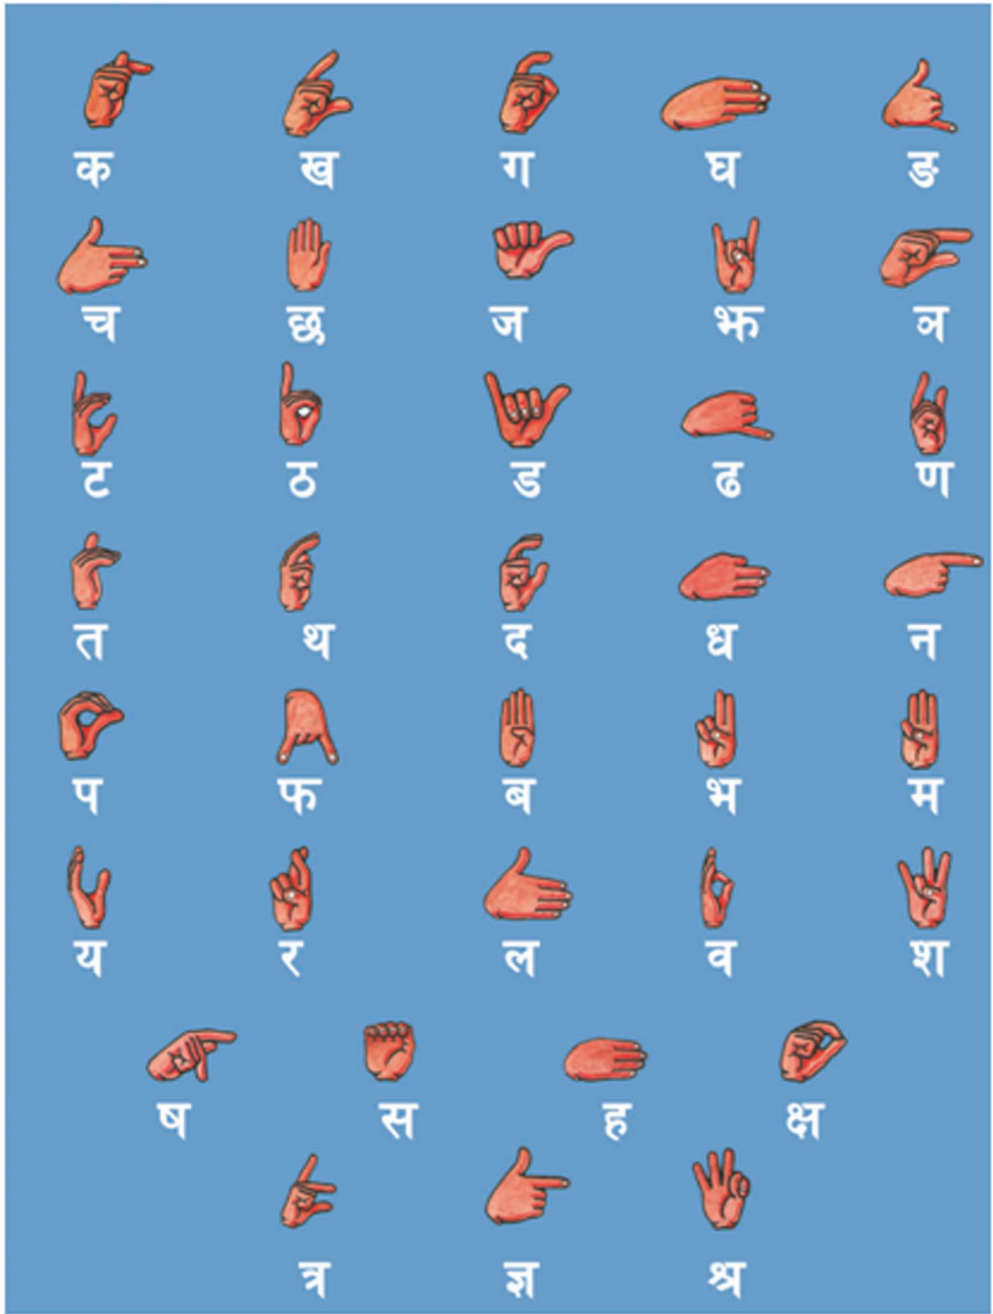 क ख ग घ ङ
च छ ज झ ञ
ट ठ ड ढ ण
त थ द ध न
प फ ब भ म
य र ल व श
ष स ह क्ष
त्र ज्ञ श्र